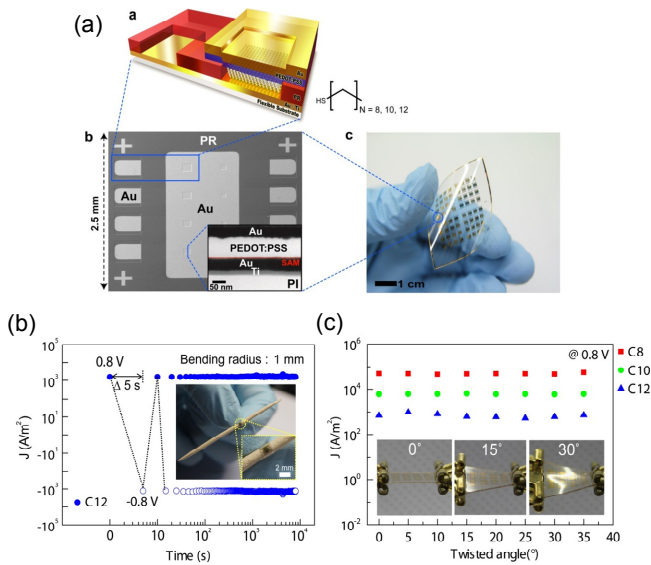 (a)
a
Au
PEDOT:PSS
PR
Au Ti
Flexible Substrate
HS
N = 8, 10, 12
b
PR
Au
Au
2.5 mm
Au
PEDOT:PSS
Au
SAM
Ti
50 nm
PI
c
1 cm
(b)
0.8 V
Δ 5 s
Bending radius : 1 mm
2 mm
C12
-0.8 V
J (A/m²)
10⁵
10³
10¹
-10¹
-10³
-10⁵
0
10⁰
10¹
10²
10³
10⁴
Time (s)
(c)
@ 0.8 V
C8
C10
C12
0°
15°
30°
J (A/m²)
10⁶
10⁴
10²
10⁰
10⁻²
0 5 10 15 20 25 30 35 40
Twisted angle(°)